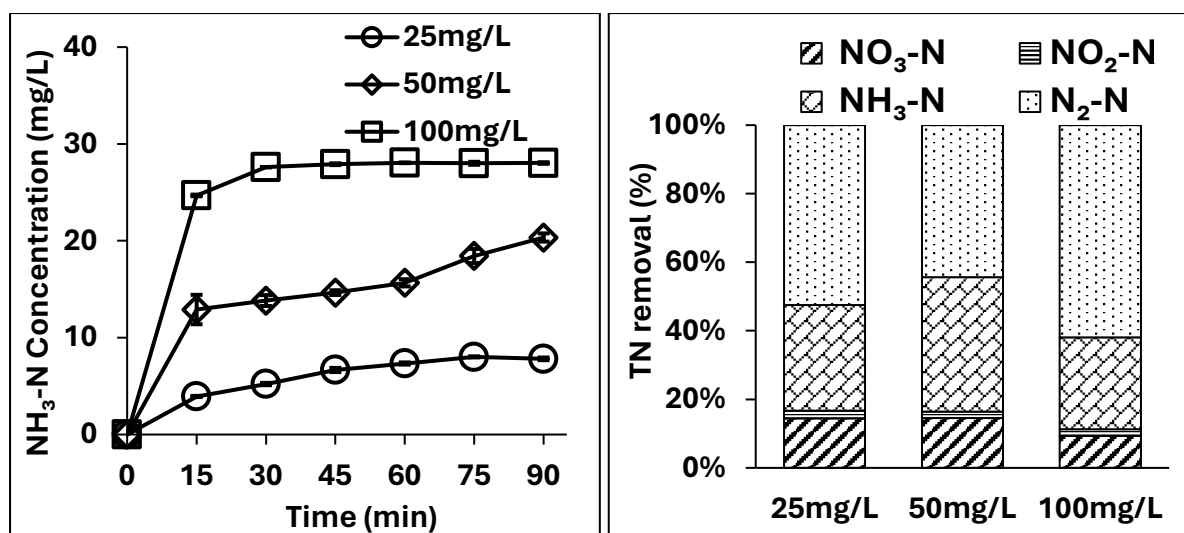 NH₃-N Concentration (mg/L)
40
30
20
10
0
0 15 30 45 60 75 90
Time (min)
25mg/L
50mg/L
100mg/L
NO₃-N NO₂-N
NH₃-N N₂-N
TN removal (%)
100%
80%
60%
40%
20%
0%
25mg/L 50mg/L 100mg/L